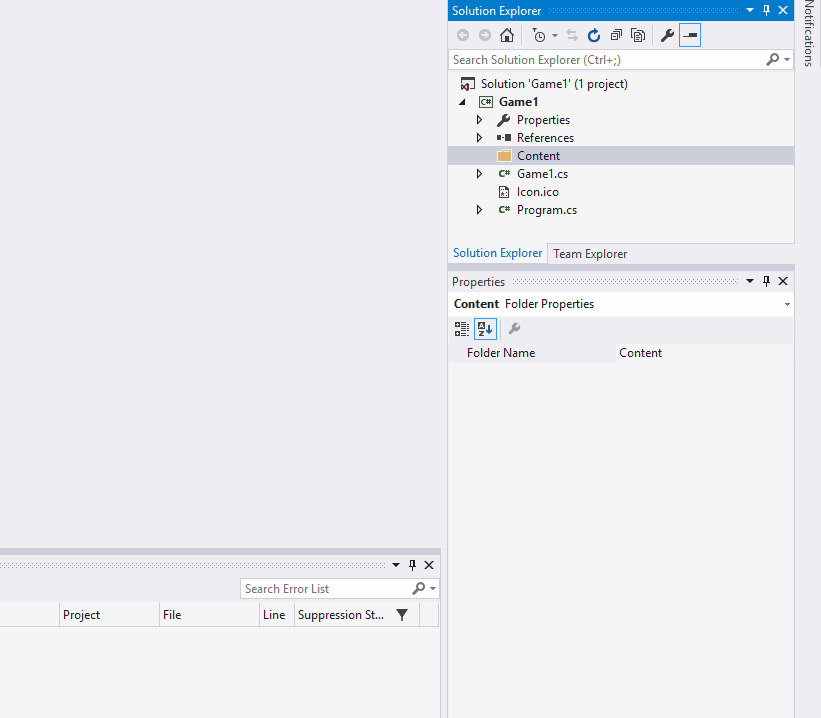 Solution Explorer
Search Solution Explorer (Ctrl+;)
Solution 'Game1' (1 project)
C# Game1
Properties
References
Content
C# Game1.cs
Icon.ico
C# Program.cs
Solution Explorer Team Explorer
Properties
Content Folder Properties
Folder Name Content
Search Error List
Project File Line Suppression St...
Notifications